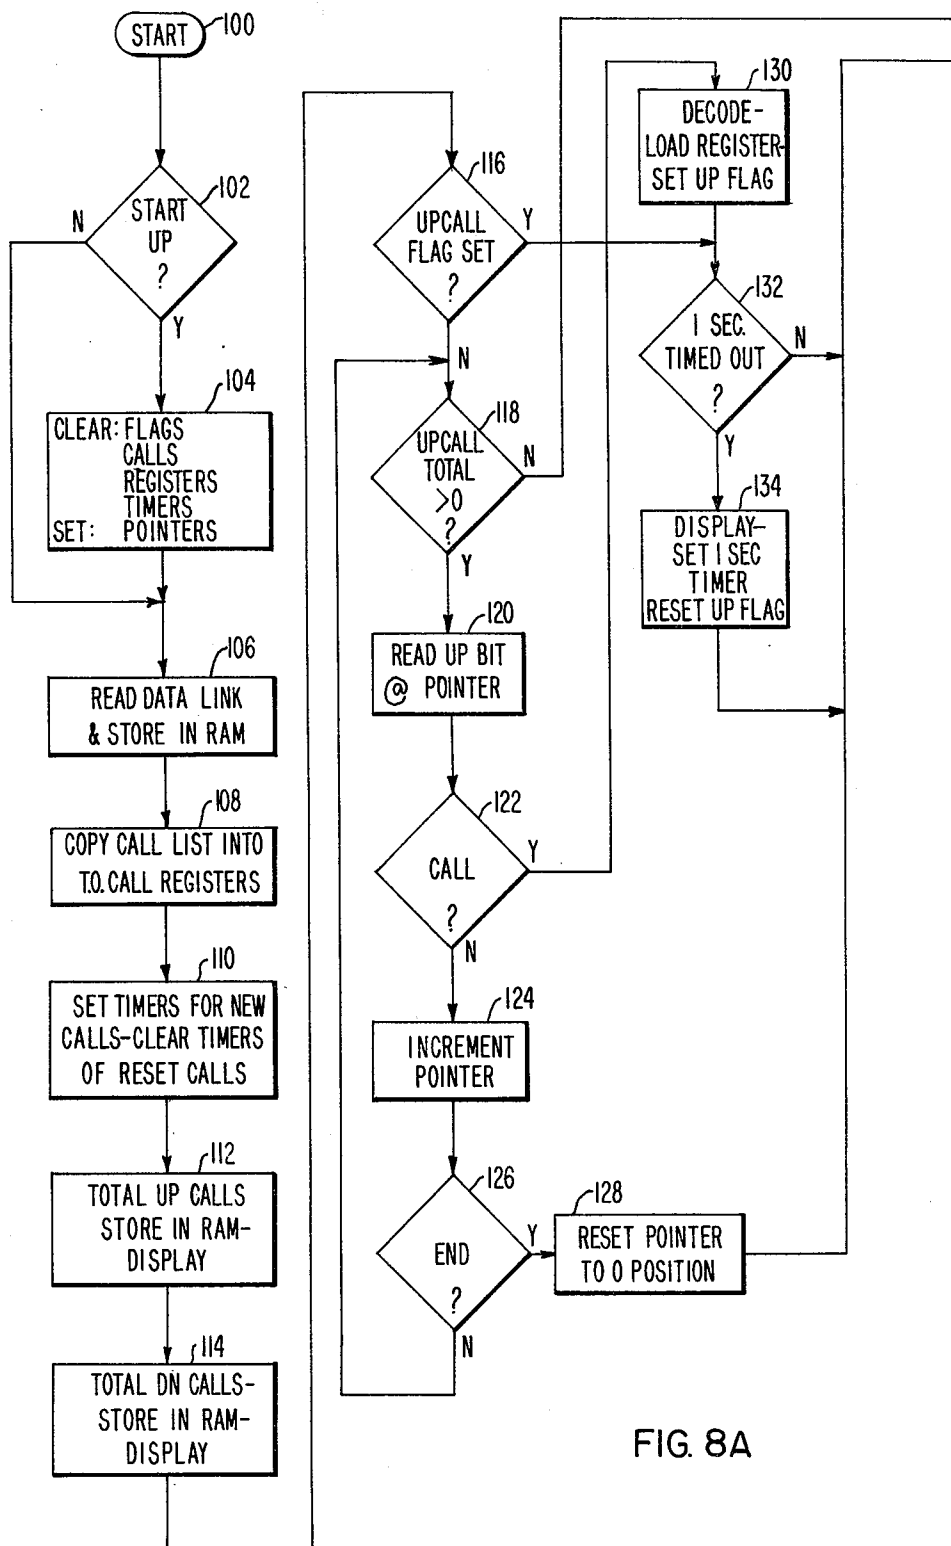 START
100
102
START
UP
?
N
Y
104
CLEAR: FLAGS
CALLS
REGISTERS
TIMERS
SET: POINTERS
106
READ DATA LINK
& STORE IN RAM
108
COPY CALL LIST INTO
T.O. CALL REGISTERS
110
SET TIMERS FOR NEW
CALLS-CLEAR TIMERS
OF RESET CALLS
112
TOTAL UP CALLS
STORE IN RAM-
DISPLAY
114
TOTAL DN CALLS-
STORE IN RAM-
DISPLAY
116
UPCALL
FLAG SET
?
Y
N
118
UPCALL
TOTAL
>0
?
N
Y
120
READ UP BIT
@ POINTER
122
CALL
?
Y
N
124
INCREMENT
POINTER
126
END
?
Y
N
128
RESET POINTER
TO 0 POSITION
130
DECODE-
LOAD REGISTER-
SET UP FLAG
132
1 SEC.
TIMED OUT
?
N
Y
134
DISPLAY-
SET 1 SEC
TIMER
RESET UP FLAG
FIG. 8A